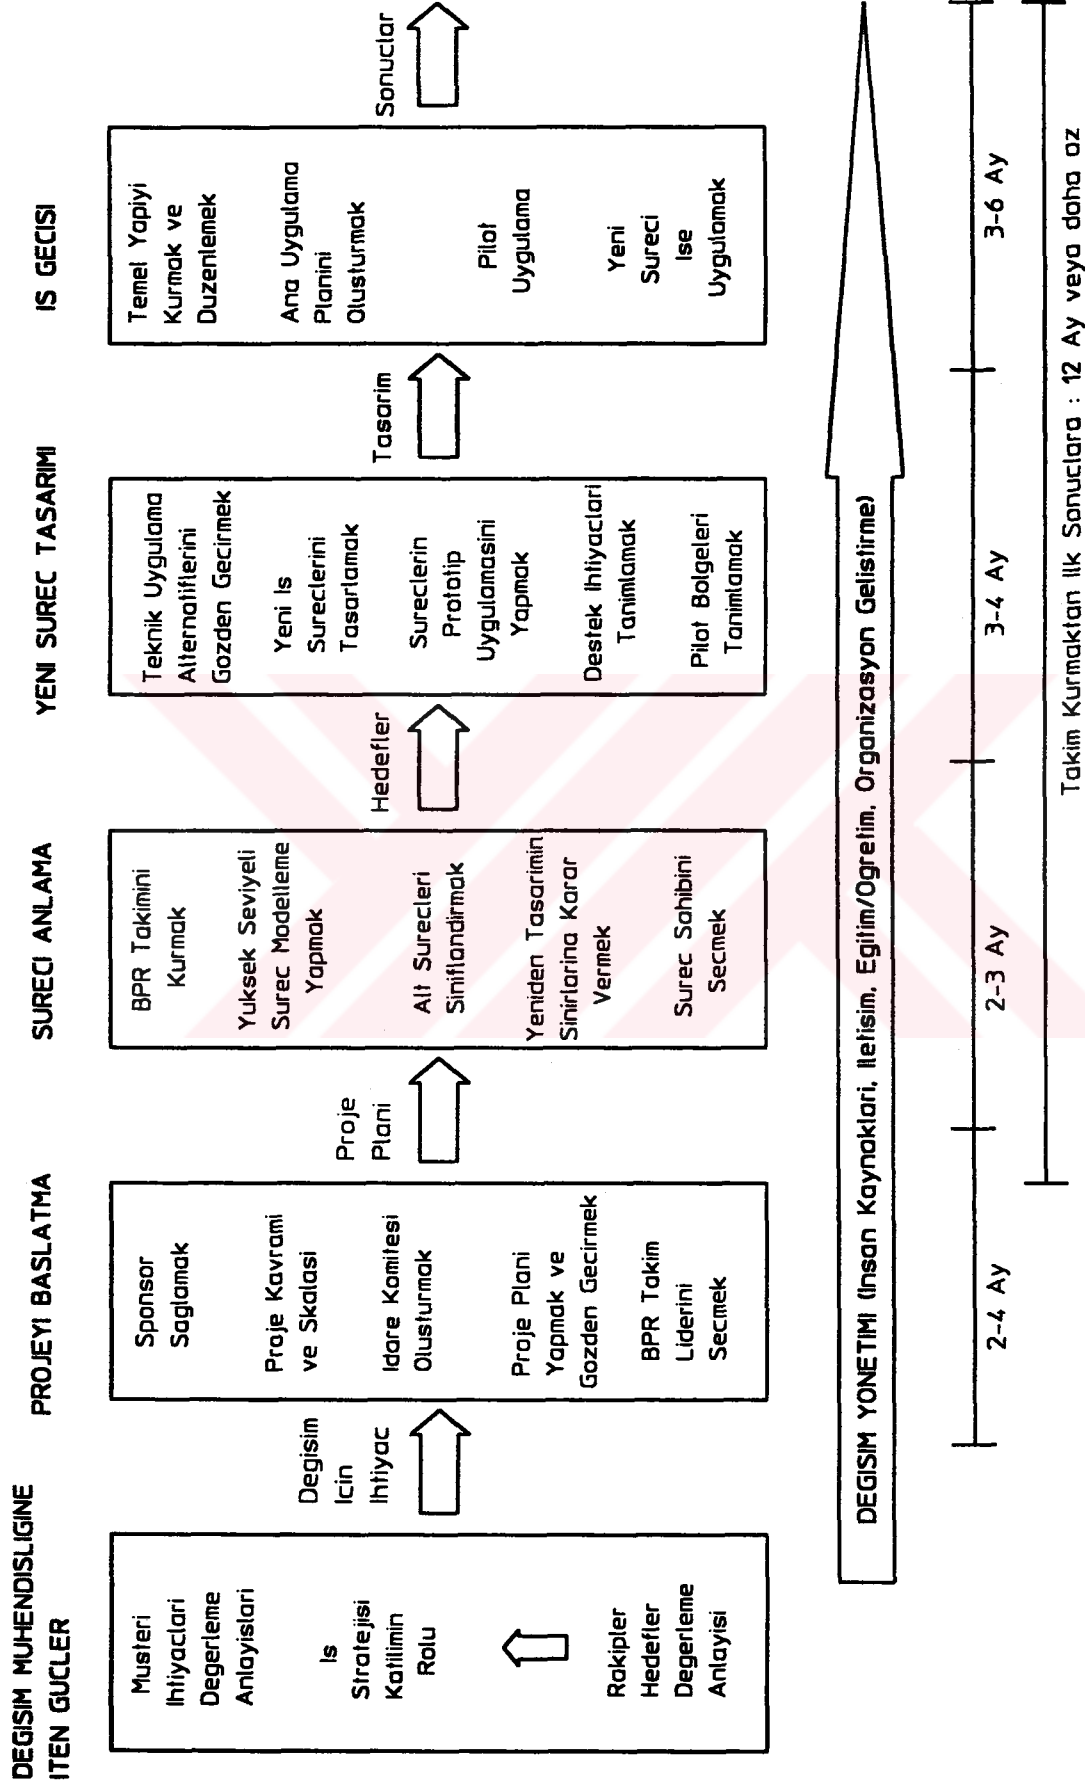 DEGISIM MUHENDISLIGINE
ITEN GUCLER
Musteri
Ihtiyaclari
Degerleme
Anlayislari
Is
Stratejisi
Katilimin
Rolu
Rakipler
Hedefler
Degerleme
Anlayisi
Degisim
Icin
Ihtiyac
PROJEYI BASLATMA
Sponsor
Saglamak
Proje Kavrami
ve Skalasi
Idare Komitesi
Olusturmak
Proje Plani
Yapmak ve
Gozden Gecirmek
BPR Takim
Liderini
Secmek
Proje
Plani
SURECI ANLAMA
BPR Takimini
Kurmak
Yuksek Seviyeli
Surec Modelleme
Yapmak
Alt Surecleri
Siniflandirmak
Yeniden Tasarimin
Sinirlarina Karar
Vermek
Surec Sahibini
Secmek
Hedefler
YENI SUREC TASARIMI
Teknik Uygulama
Alternatiflerini
Gozden Gecirmek
Yeni Is
Sureclerini
Tasarlamak
Sureclerin
Prototip
Uygulamasini
Yapmak
Destek Ihtiyaclari
Tanimlamak
Pilot Bolgeleri
Tanimlamak
Tasarim
IS GECISI
Temel Yapiyi
Kurmak ve
Duzenlemek
Ana Uygulama
Planini
Olusturmak
Pilot
Uygulama
Yeni
Sureci
Ise
Uygulamak
Sonuclar
DEGISIM YONETIMI (Insan Kaynaklari, Iletisim, Egitim/Ogretim, Organizasyon Gelistirme)
2-4 Ay
2-3 Ay
3-4 Ay
3-6 Ay
Takim Kurmaktan Ilk Sonuclara : 12 Ay veya daha az